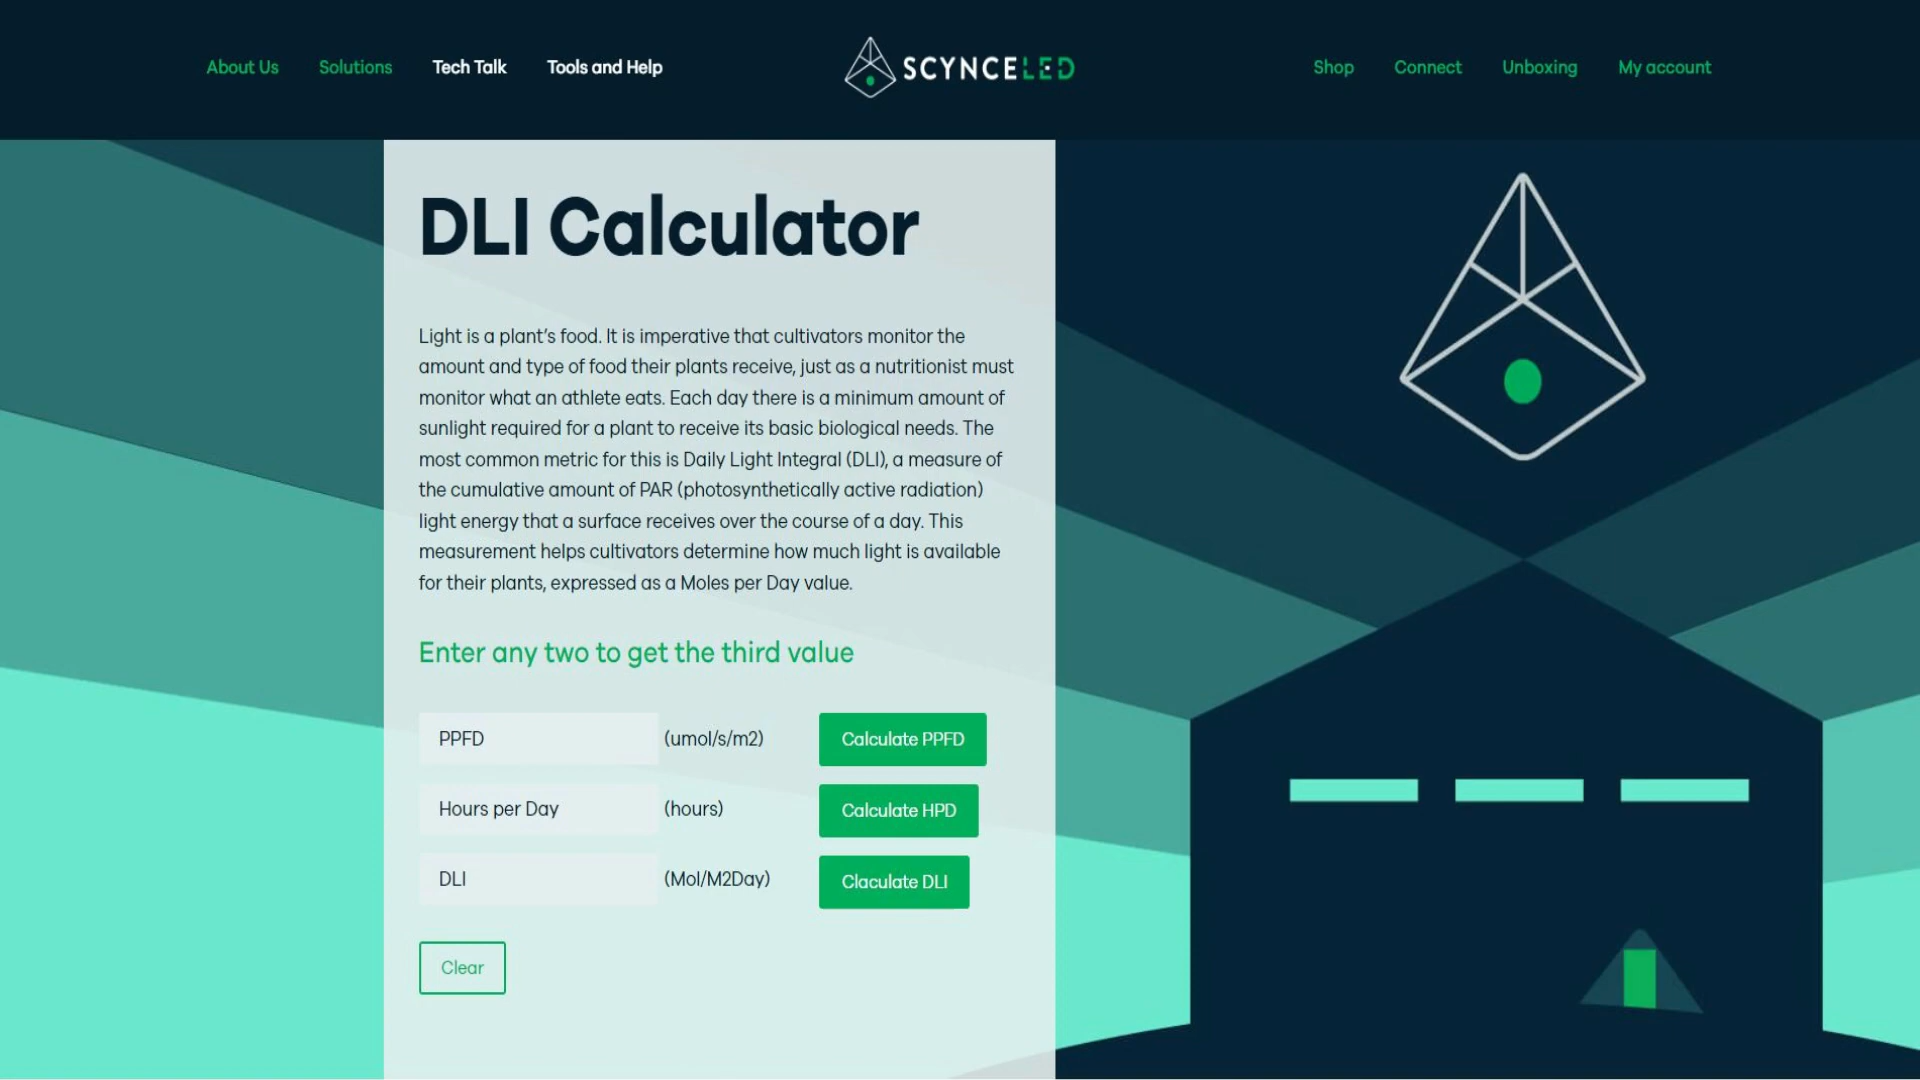 About Us Solutions Tech Talk Tools and Help SCYNCELED Shop Connect Unboxing My account
DLI Calculator
Light is a plant’s food. It is imperative that cultivators monitor the
amount and type of food their plants receive, just as a nutritionist must
monitor what an athlete eats. Each day there is a minimum amount of
sunlight required for a plant to receive its basic biological needs. The
most common metric for this is Daily Light Integral (DLI), a measure of
the cumulative amount of PAR (photosynthetically active radiation)
light energy that a surface receives over the course of a day. This
measurement helps cultivators determine how much light is available
for their plants, expressed as a Moles per Day value.
Enter any two to get the third value
PPFD (umol/s/m2) Calculate PPFD
Hours per Day (hours) Calculate HPD
DLI (Mol/M2Day) Claculate DLI
Clear